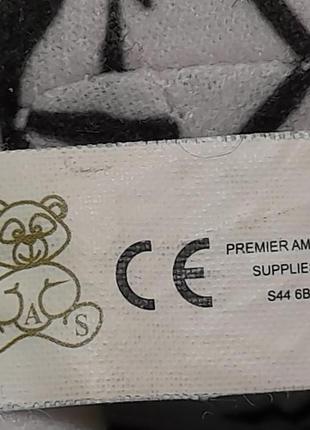 A S
CE
PREMIER AM
SUPPLIE
S44 6B